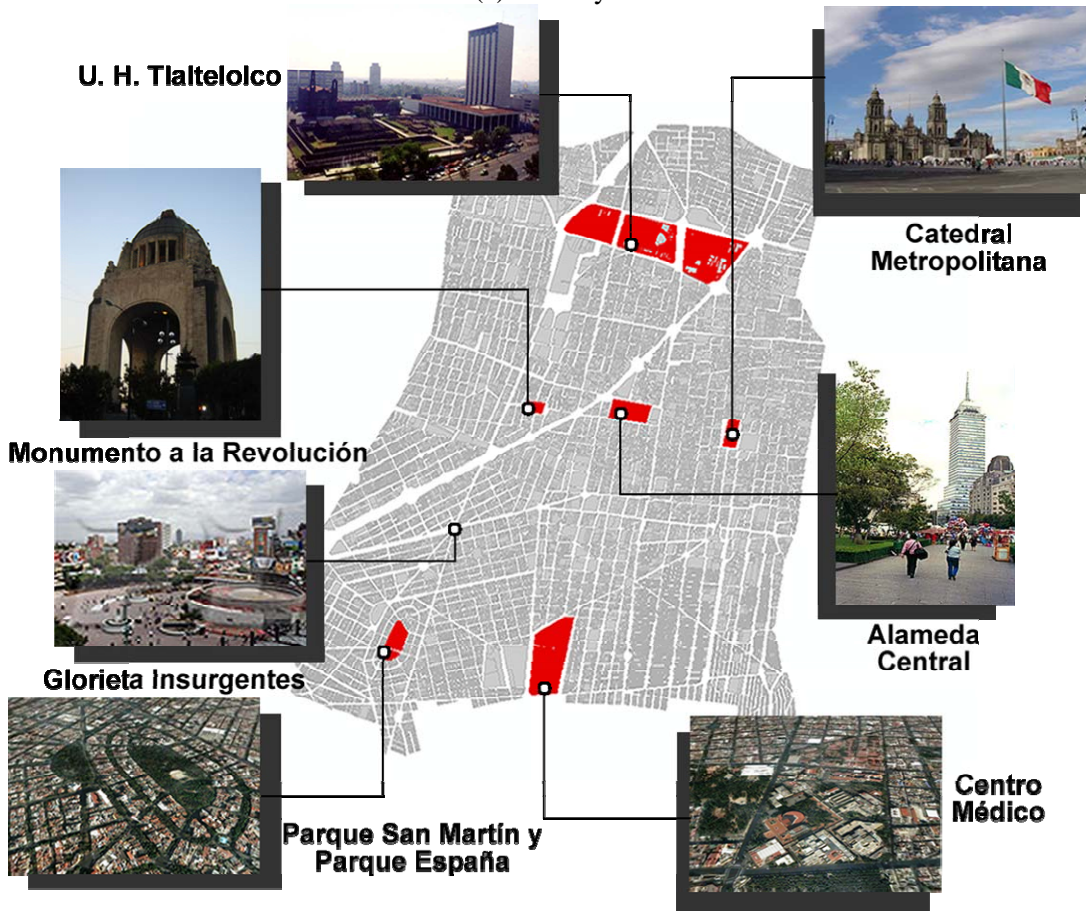 U. H. Tlaltelolco
Catedral
Metropolitana
Monumento a la Revolución
Alameda
Central
Glorieta Insurgentes
Centro
Médico
Parque San Martín y
Parque España